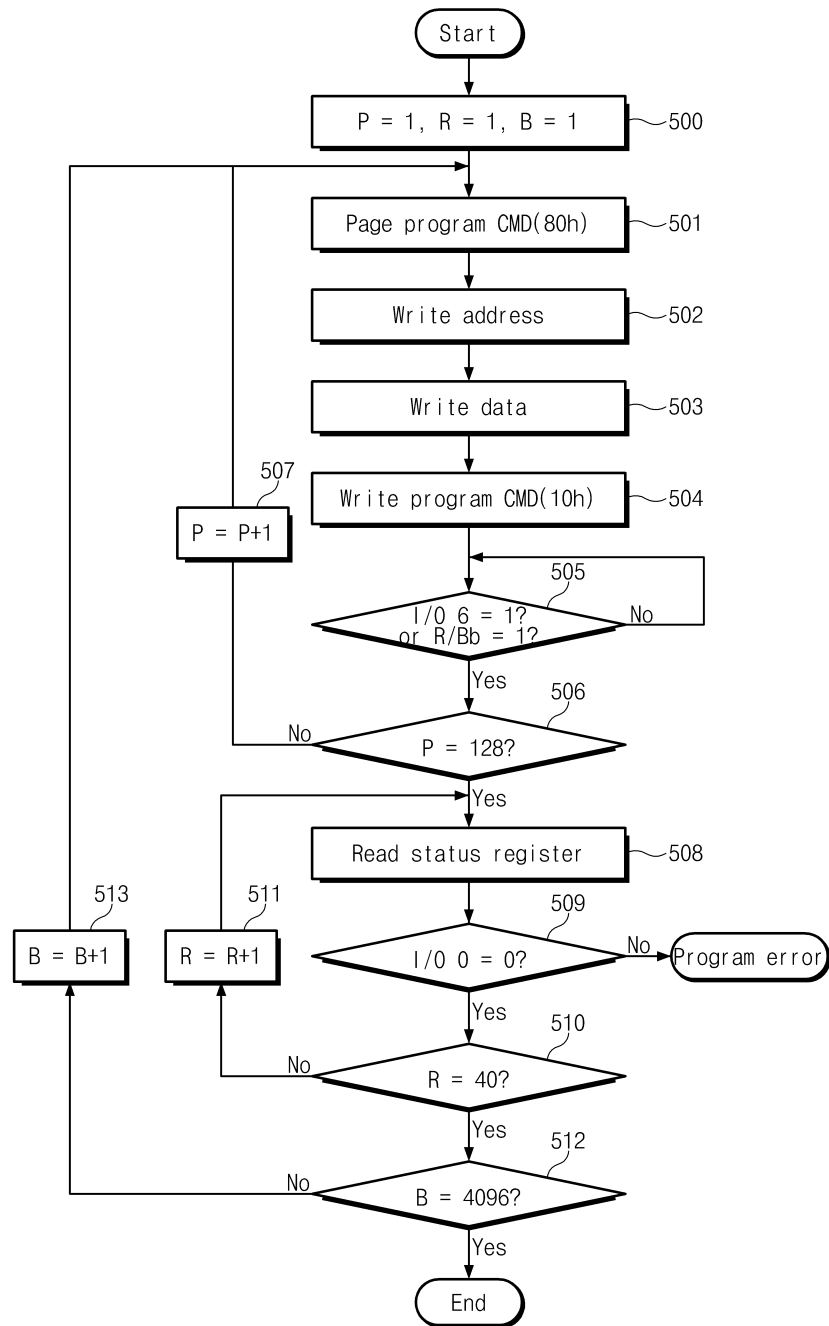 Start
P = 1, R = 1, B = 1
500
Page program CMD(80h)
501
Write address
502
Write data
503
507
Write program CMD(10h)
504
P = P+1
505
I/O 6 = 1?
or R/Bb = 1?
No
Yes
506
No
P = 128?
Yes
Read status register
508
513
511
509
B = B+1
R = R+1
I/O 0 = 0?
No
Program error
Yes
510
No
R = 40?
Yes
512
No
B = 4096?
Yes
End